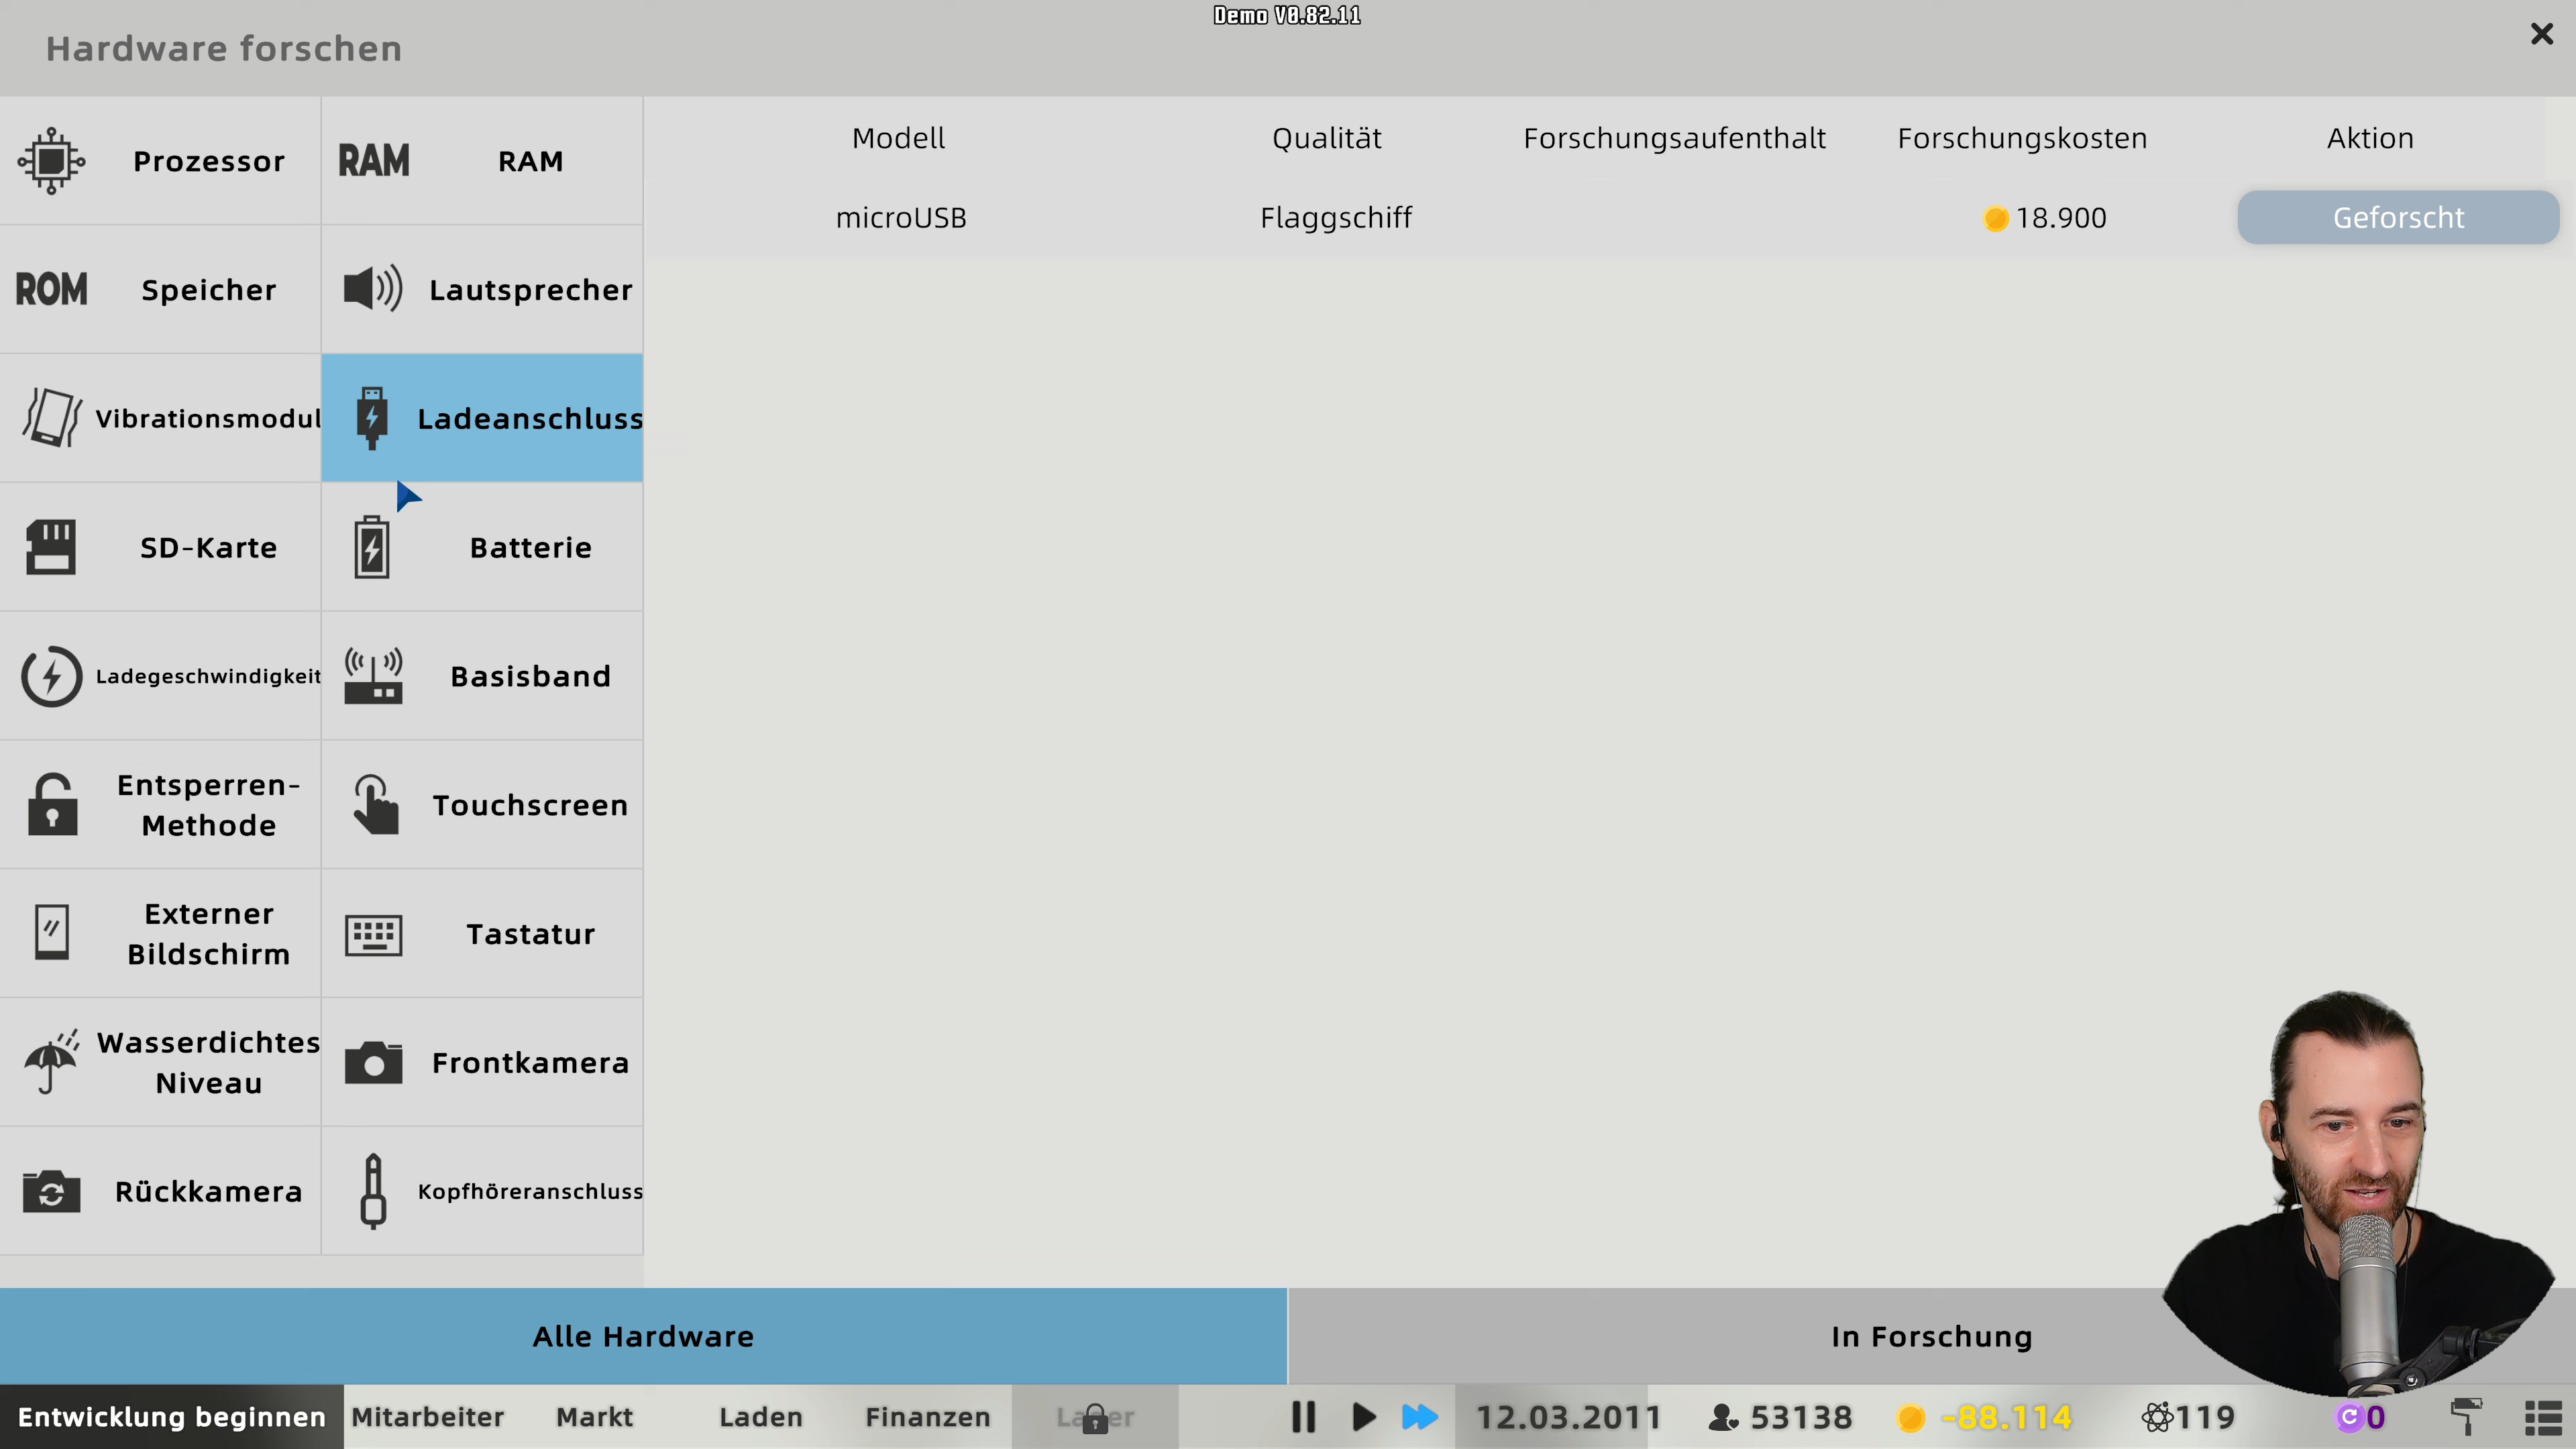 Demo V0.82.11
Hardware forschen
Prozessor
RAM
RAM
ROM
Speicher
Lautsprecher
Vibrationsmodul
Ladeanschluss
SD-Karte
Batterie
Ladegeschwindigkeit
Basisband
Entsperren-
Methode
Touchscreen
Externer
Bildschirm
Tastatur
Wasserdichtes
Niveau
Frontkamera
Rückkamera
Kopfhöreranschluss
Modell Qualität Forschungsaufenthalt Forschungskosten Aktion
microUSB Flaggschiff 18.900 Geforscht
Alle Hardware
In Forschung
Entwicklung beginnen Mitarbeiter Markt Laden Finanzen 12.03.2011 53138 -88.114 119 0